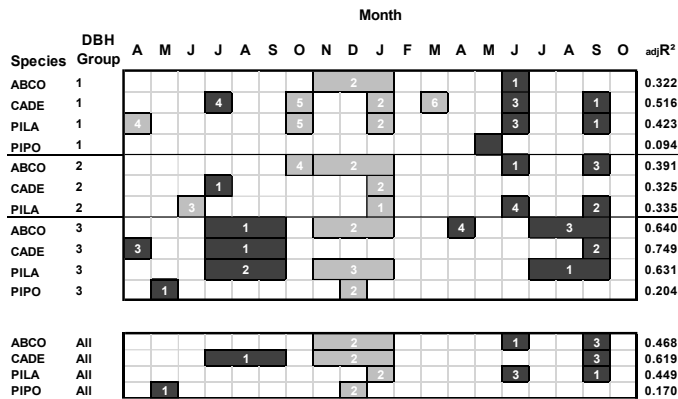 Month
DBH
Species Group A M J J A S O N D J F M A M J J A S O adjR²
ABCO 1 2 1 0.322
CADE 1 4 5 2 6 3 1 0.516
PILA 1 4 5 2 3 1 0.423
PIPO 1 0.094
ABCO 2 4 2 1 3 0.391
CADE 2 1 2 0.325
PILA 2 3 1 4 2 0.335
ABCO 3 1 2 4 3 0.640
CADE 3 3 1 2 0.749
PILA 3 2 3 1 0.631
PIPO 3 1 2 0.204
ABCO All 2 1 3 0.468
CADE All 1 2 3 0.619
PILA All 2 3 1 0.449
PIPO All 1 2 0.170